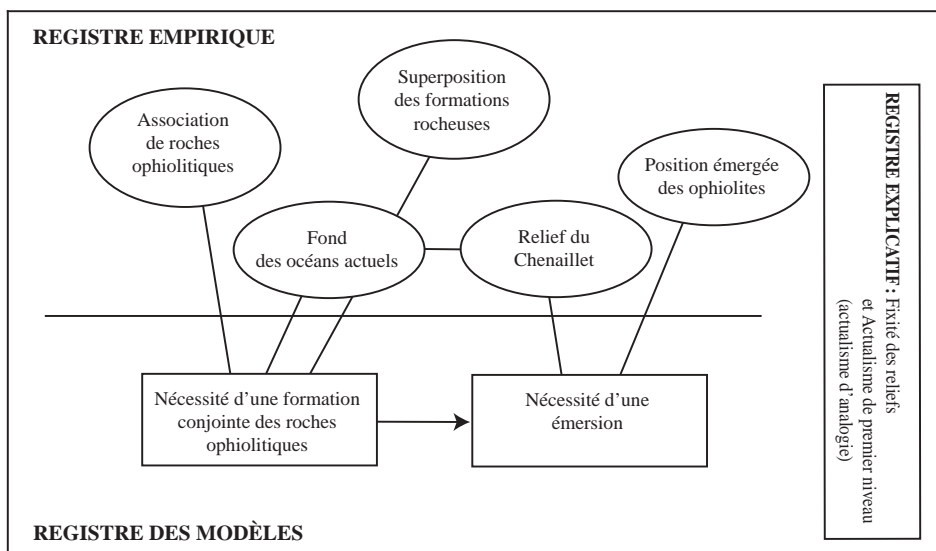 REGISTRE EMPIRIQUE
Superposition
des formations
rocheuses
Association
de roches
ophiolitiques
Position émergée
des ophiolites
Fond
des océans actuels
Relief du
Chenaillet
Nécessité d’une formation
conjointe des roches
ophiolitiques
Nécessité d’une
émersion
REGISTRE EXPLICATIF : Fixité des reliefs
et Actualisme de premier niveau
(actualisme d’analogie)
REGISTRE DES MODÈLES